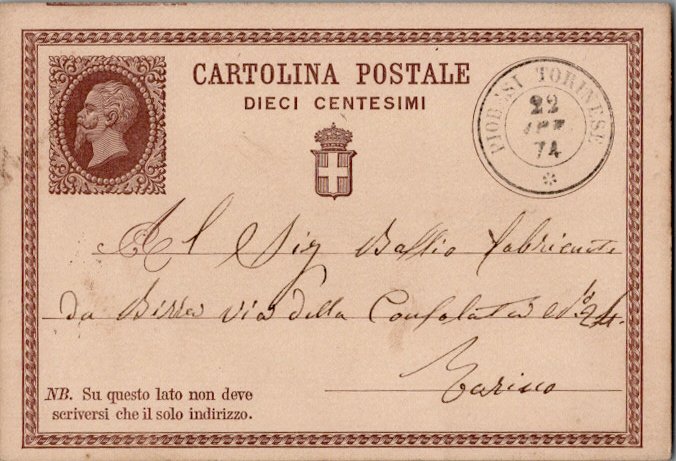 CARTOLINA POSTALE
DIECI CENTESIMI
PIOBESI TORINESE
22
74
Al Sig Ballio Fabricante
da Birra via della Consolata N°
Torino
NB. Su questo lato non deve
scriversi che il solo indirizzo.